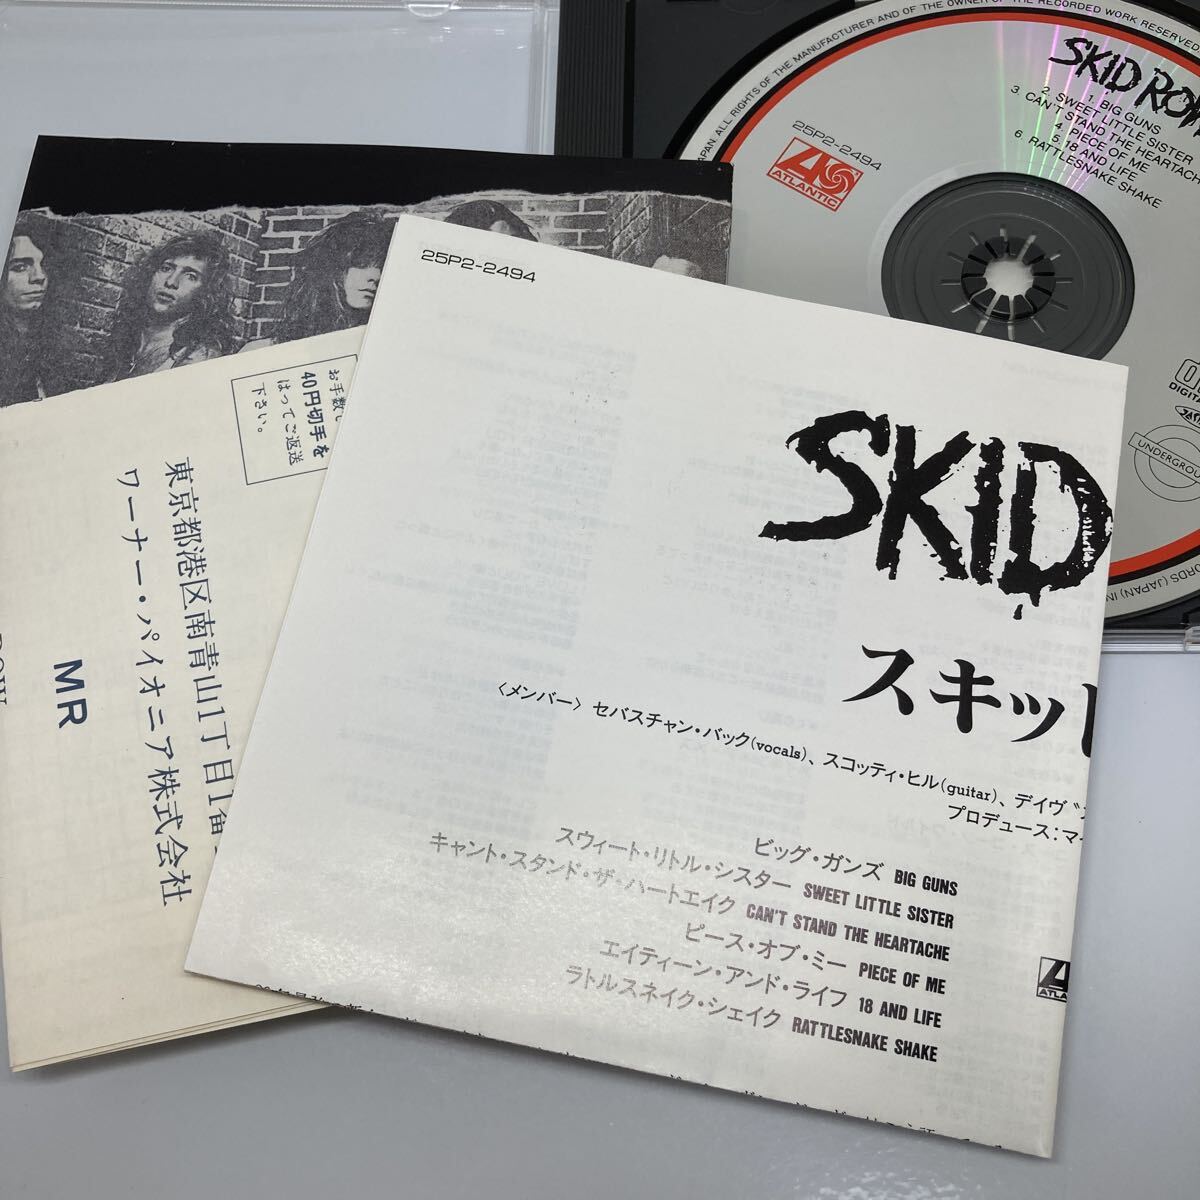 JAPAN. ALL RIGHTS OF THE MANUFACTURER AND OF THE OWNER OF THE RECORDED WORK RESERVED.
SKID ROW
1. BIG GUNS
2. SWEET LITTLE SISTER
3. CAN'T STAND THE HEARTACHE
4. PIECE OF ME
5. 18 AND LIFE
6. RATTLESNAKE SHAKE
25P2-2494
ATLANTIC
DIGITAL
UNDERGROUND
RECORDS (JAPAN) IN
25P2-2494
SKID
スキッド
〈メンバー〉 セバスチャン・バック(vocals)、スコッティ・ヒル(guitar)、デイヴ
プロデュース:マイ
ビッグ・ガンズ BIG GUNS
スウィート・リトル・シスター SWEET LITTLE SISTER
キャント・スタンド・ザ・ハートエイク CAN'T STAND THE HEARTACHE
ピース・オブ・ミー PIECE OF ME
エイティーン・アンド・ライフ 18 AND LIFE
ラトルスネイク・シェイク RATTLESNAKE SHAKE
お手数
40円切手を
はってご返送
下さい。
東京都港区南青山1丁目1番
ワーナー・パイオニア株式会社
MR